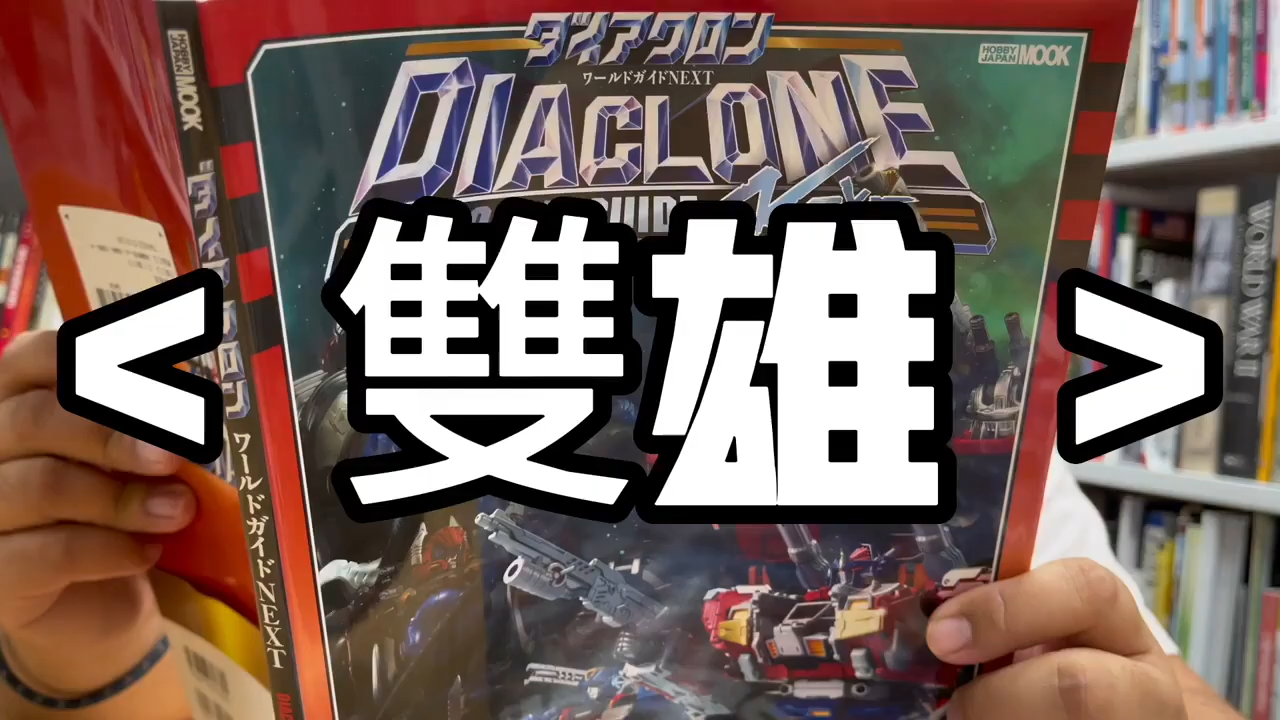 ダイアクロン
ワールドガイドNEXT
DIACLONE
GUIDE
HOBBY
JAPAN MOOK
HOBBY
JAPAN MOOK
ダイアクロン
ワールドガイドNEXT
< 雙雄 >
WORLD WAR II